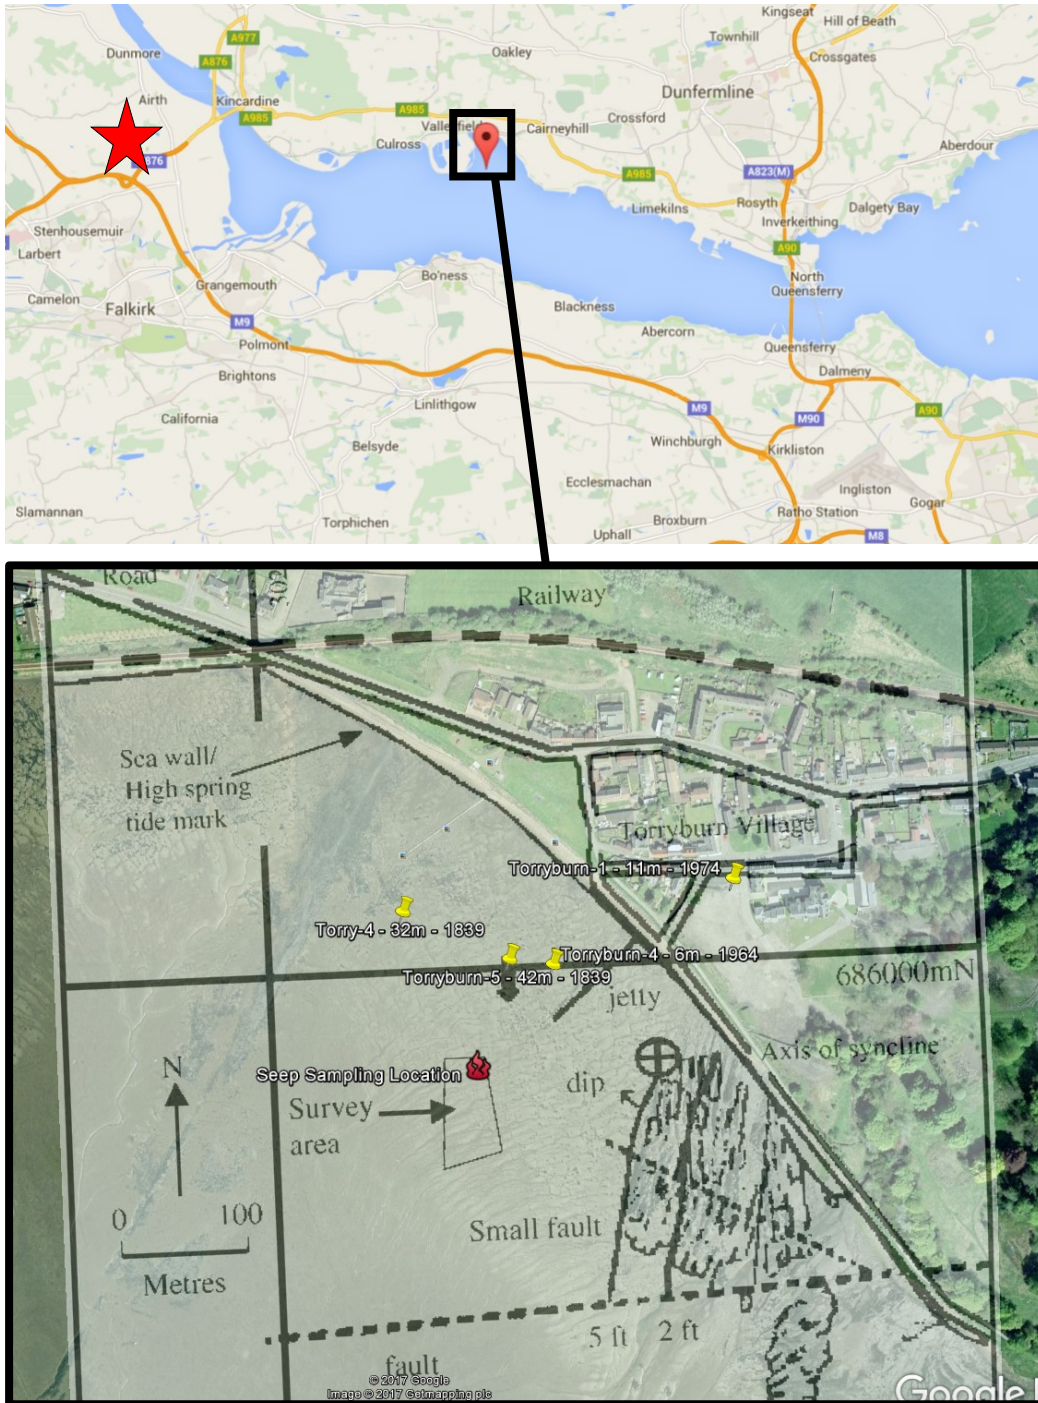 Kingseat
Hill of Beath
A977
Dunmore
Oakley
Townhill
Crossgates
A876
Airth
Kincardine
A985
Dunfermline
A985
Crossford
Cairneyhill
Culross
Aberdour
A985
A823(M)
Limekilns
Rosyth
Dalgety Bay
Inverkeithing
Stenhousemuir
Larbert
A90
Bo'ness
North
Queensferry
Grangemouth
Camelon
Falkirk
Blackness
M9
Abercorn
Polmont
Queensferry
Dalmeny
Brightons
Linlithgow
M9
A90
California
M90
Belsyde
Winchburgh
Kirkliston
Ecclesmachan
Ingliston
Gogar
Slamannan
Torphichen
Broxburn
Ratho Station
Uphall
M8
Road
Railway
Sea wall/
High spring
tide mark
Torryburn Village
Torryburn-1 - 11m - 1974
Torry-4 - 32m - 1839
Torryburn-4 - 6m - 1964
Torryburn-5 - 42m - 1839
686000mN
jetty
Axis of syncline
N
Seep Sampling Location
dip
Survey
area
0 100
Metres
Small fault
5 ft 2 ft
fault
© 2017 Google
Image © 2017 Getmapping plc
Google